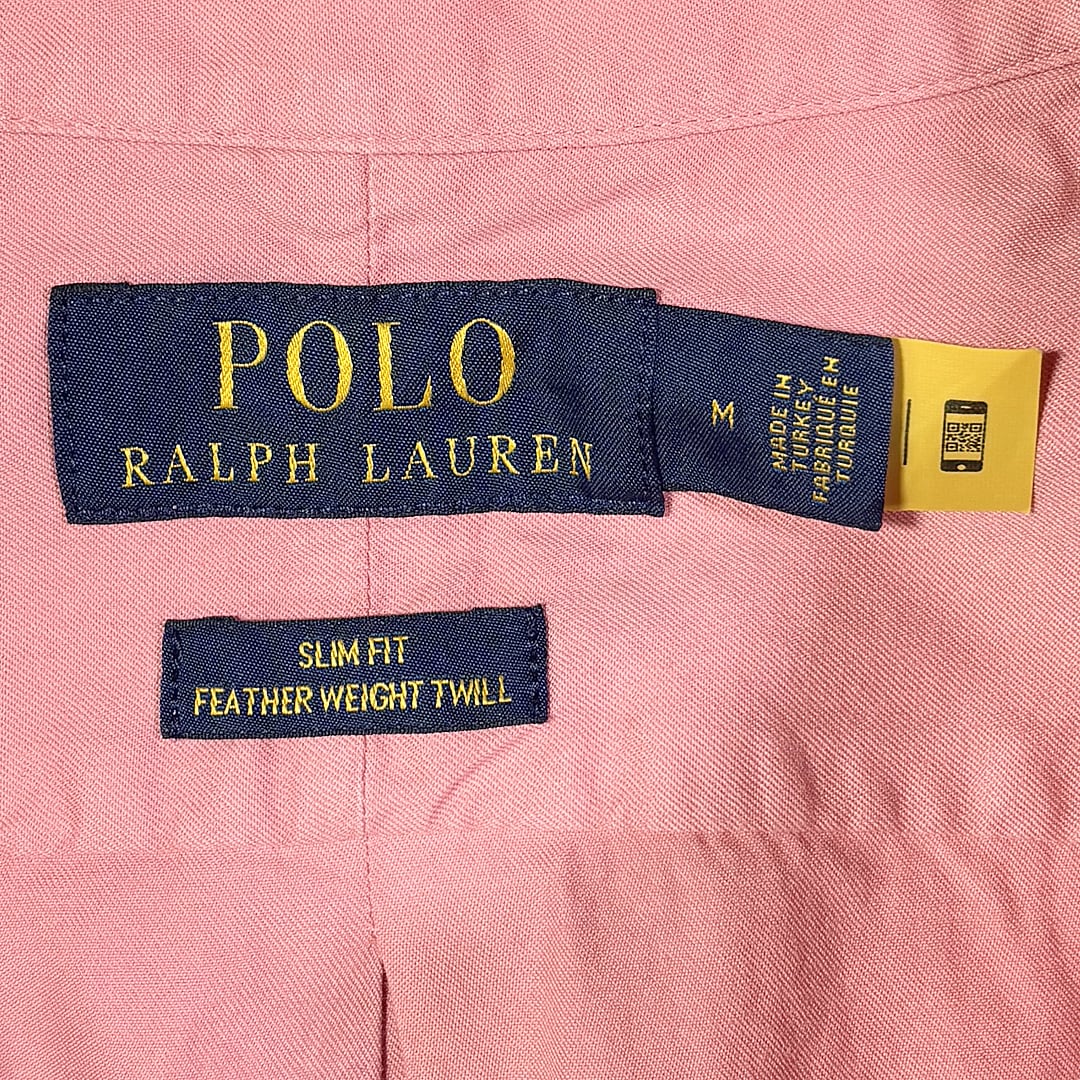 POLO
RALPH LAUREN
M
MADE IN
TURKEY
FABRIQUÉ EN
TURQUIE
SLIM FIT
FEATHER WEIGHT TWILL